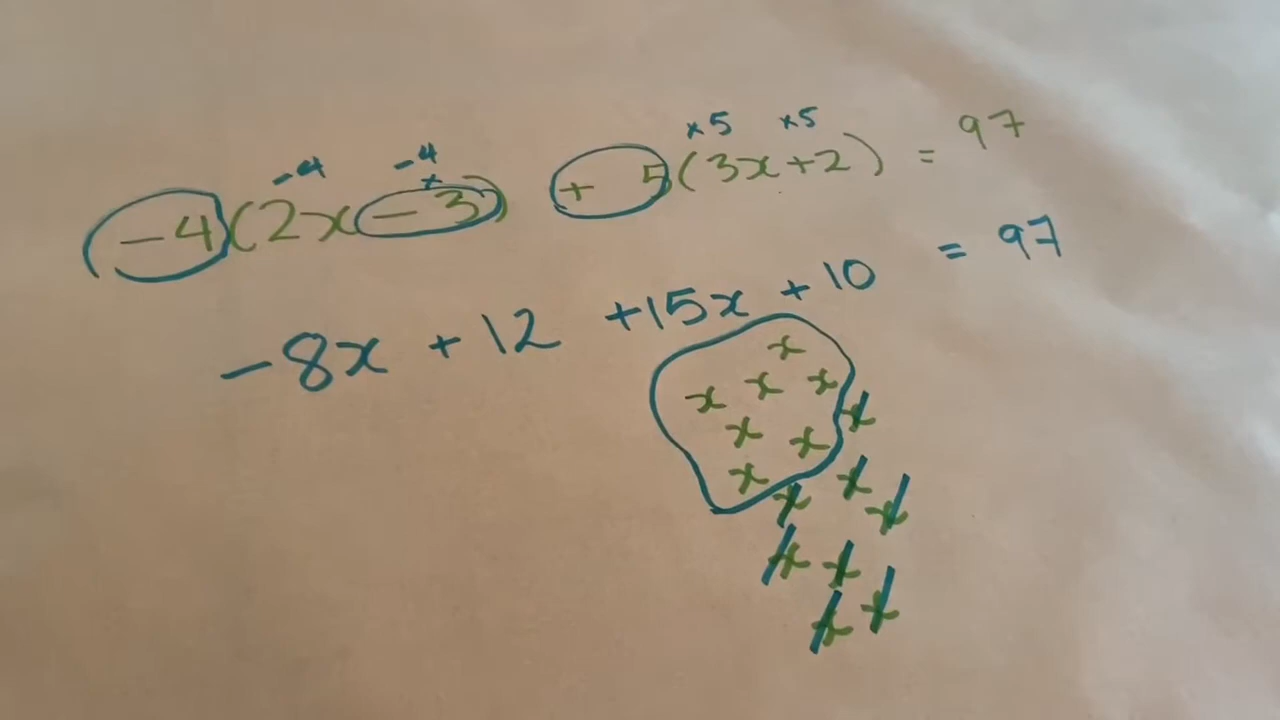 ×5 ×5
-4 -4 ×
-4(2x-3) + 5(3x+2) = 97
-8x +12 +15x +10 = 97
x
x x x x
x x
x x x
x x
x x
x x